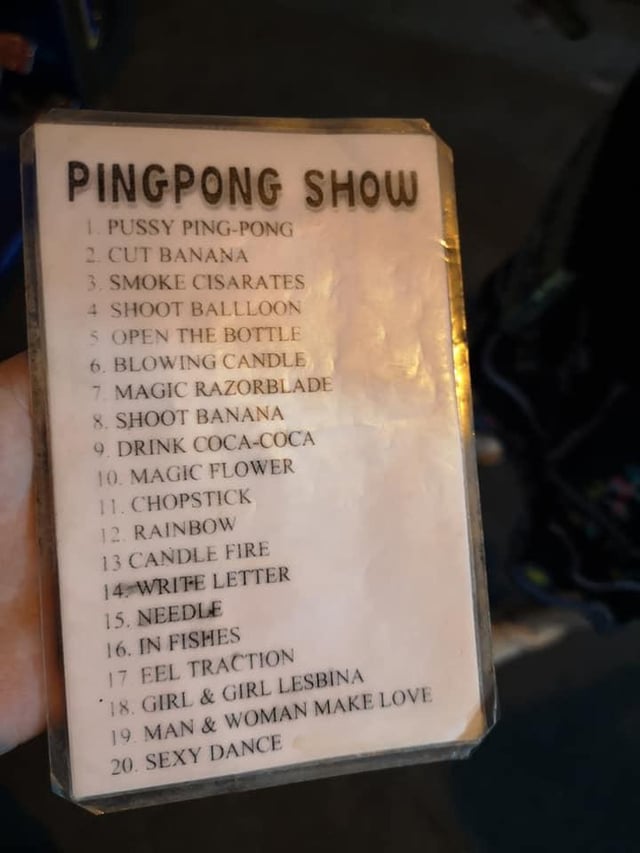 PINGPONG SHOW
1. PUSSY PING-PONG
2. CUT BANANA
3. SMOKE CISARATES
4 SHOOT BALLLOON
5 OPEN THE BOTTLE
6. BLOWING CANDLE
7. MAGIC RAZORBLADE
8. SHOOT BANANA
9. DRINK COCA-COCA
10. MAGIC FLOWER
11. CHOPSTICK
12. RAINBOW
13 CANDLE FIRE
14. WRITE LETTER
15. NEEDLE
16. IN FISHES
17 EEL TRACTION
18. GIRL & GIRL LESBINA
19. MAN & WOMAN MAKE LOVE
20. SEXY DANCE